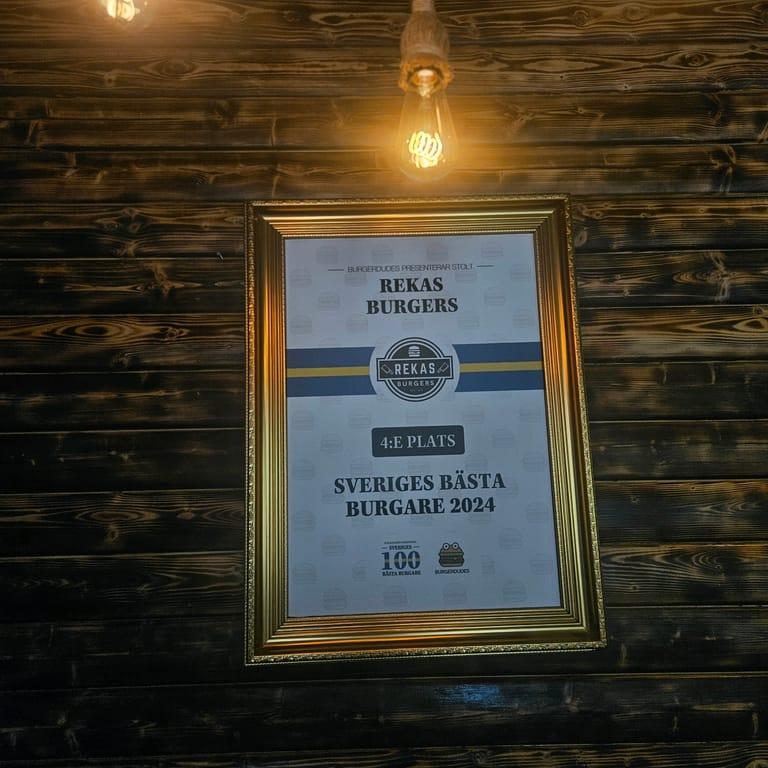 BURGERDUDES PRESENTERAR STOLT
REKAS
BURGERS
REKAS
BURGERS
4:E PLATS
SVERIGES BÄSTA
BURGARE 2024
SVERIGES
100
BÄSTA BURGARE
BURGERDUDES